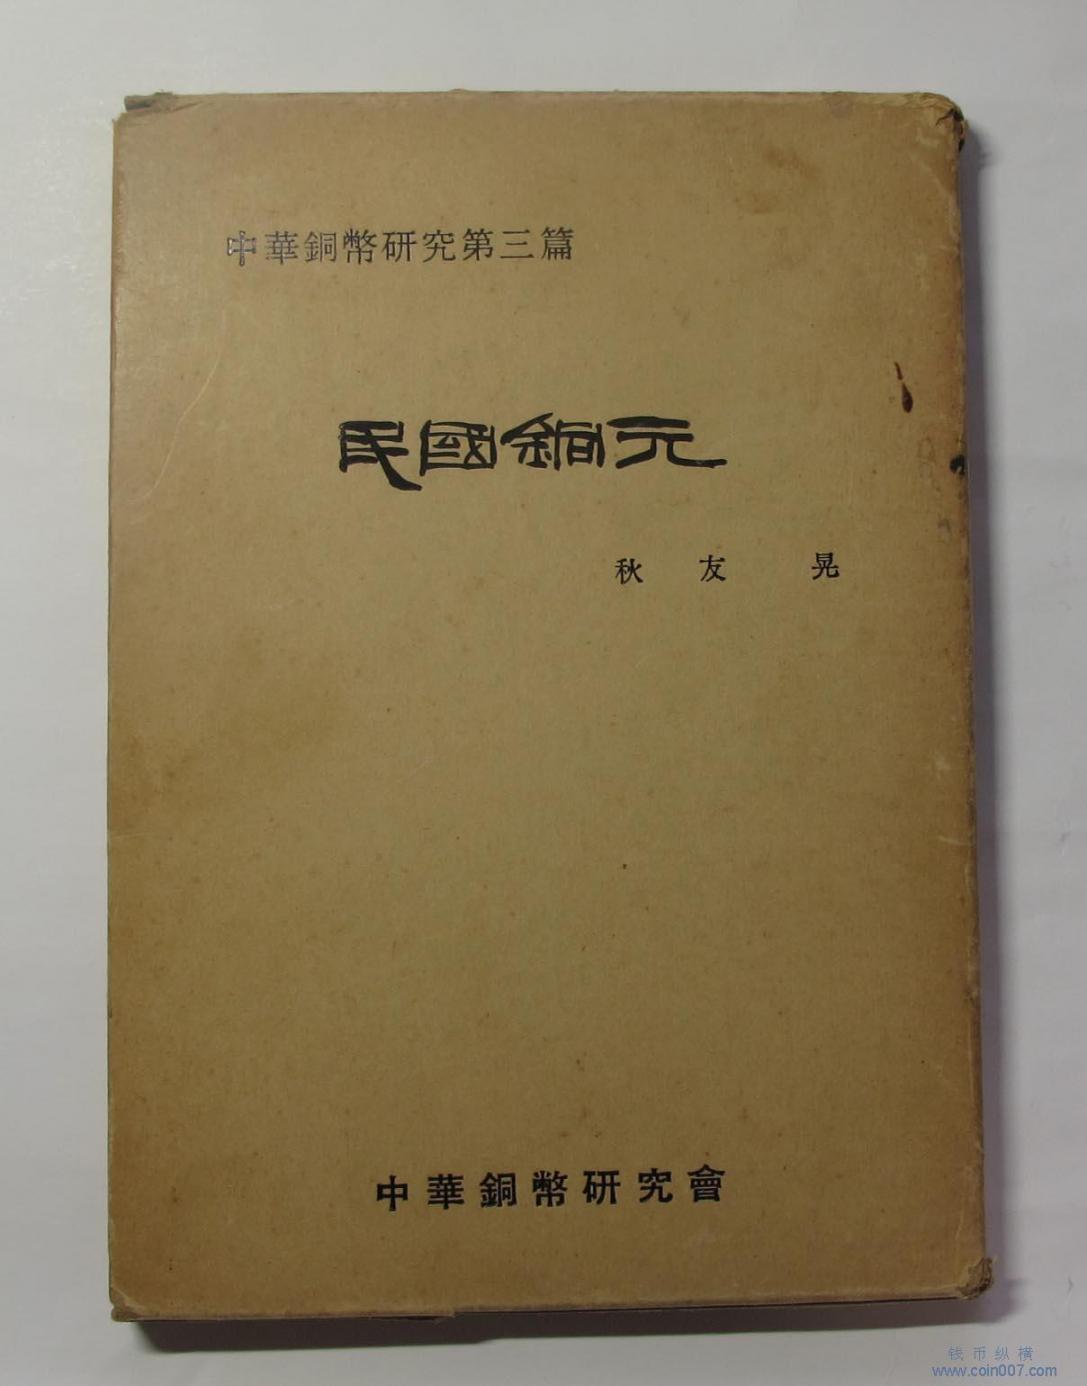 中華銅幣研究第三篇
民國銅元
秋友 晃
中華銅幣研究會
钱币纵横
www.coin007.com